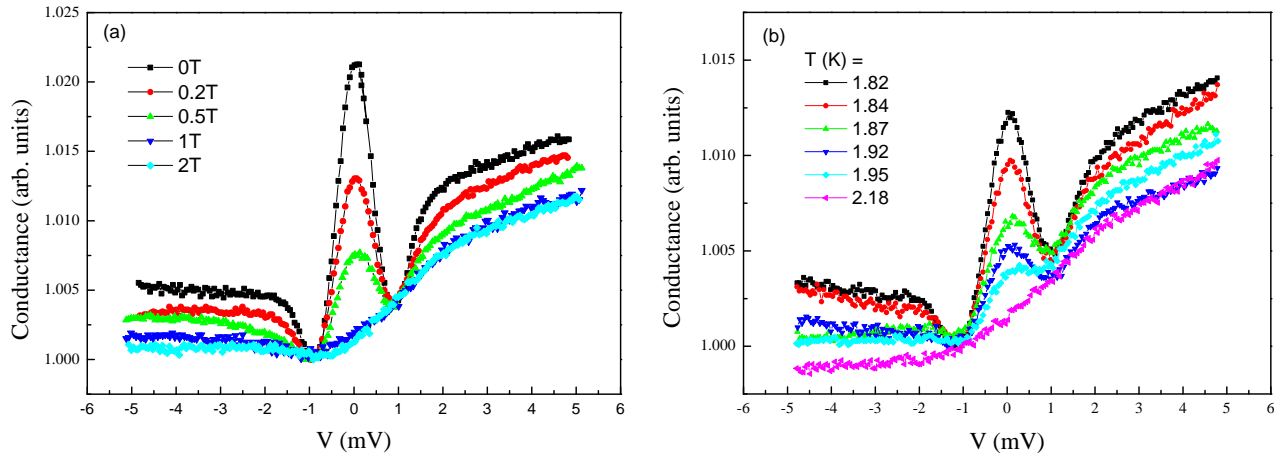 (a)
0T
0.2T
0.5T
1T
2T
1.025
1.020
1.015
1.010
1.005
1.000
Conductance (arb. units)
-6 -5 -4 -3 -2 -1 0 1 2 3 4 5 6
V (mV)
(b)
T (K) =
1.82
1.84
1.87
1.92
1.95
2.18
1.015
1.010
1.005
1.000
Conductance (arb. units)
-6 -5 -4 -3 -2 -1 0 1 2 3 4 5 6
V (mV)